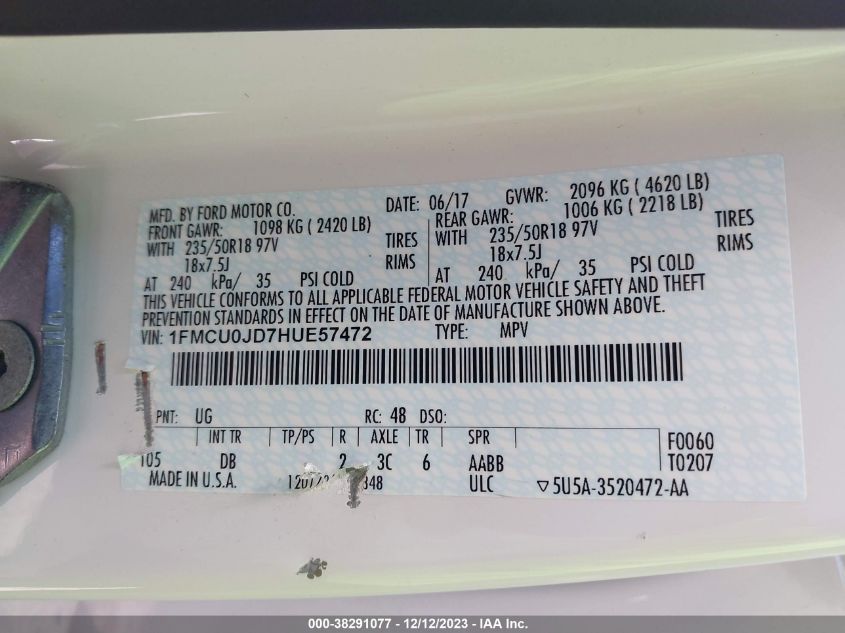 MFD. BY FORD MOTOR CO. DATE: 06/17 GVWR: 2096 KG ( 4620 LB)
FRONT GAWR: 1098 KG ( 2420 LB) REAR GAWR: 1006 KG ( 2218 LB)
WITH 235/50R18 97V TIRES WITH 235/50R18 97V TIRES
18x7.5J RIMS 18x7.5J RIMS
AT 240 kPa/ 35 PSI COLD AT 240 kPa/ 35 PSI COLD
THIS VEHICLE CONFORMS TO ALL APPLICABLE FEDERAL MOTOR VEHICLE SAFETY AND THEFT
PREVENTION STANDARDS IN EFFECT ON THE DATE OF MANUFACTURE SHOWN ABOVE.
VIN: 1FMCU0JD7HUE57472 TYPE: MPV
PNT: UG RC: 48 DSO:
INT TR TP/PS R AXLE TR SPR F0060
105 DB 2 3C 6 AABB T0207
MADE IN U.S.A. ULC ▽5U5A-3520472-AA
000-38291077 - 12/12/2023 - IAA Inc.